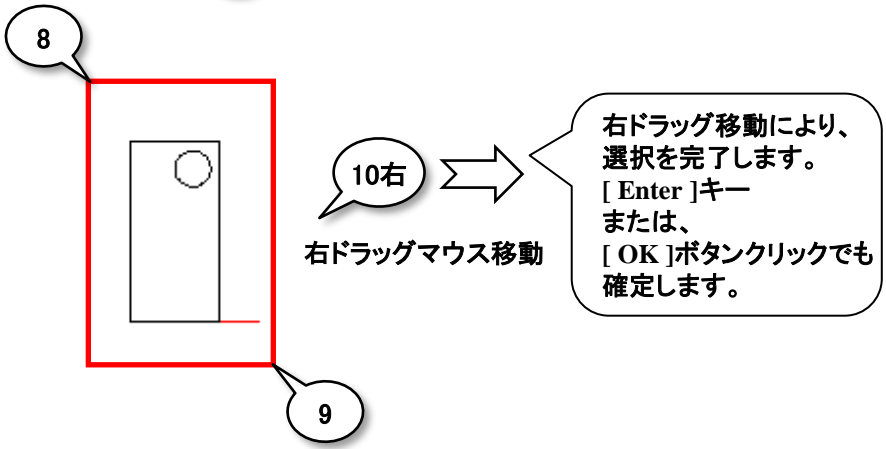 8
10右
右ドラッグマウス移動
右ドラッグ移動により、
選択を完了します。
[ Enter ]キー
または、
[ OK ]ボタンクリックでも
確定します。
9